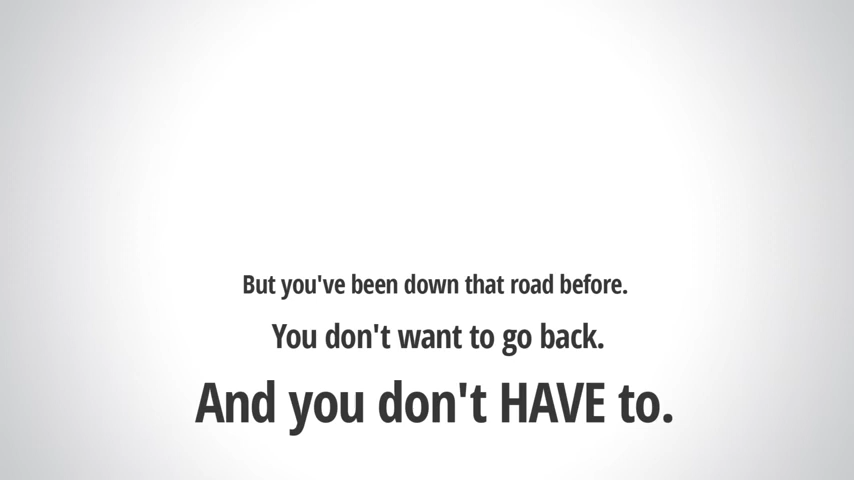 But you've been down that road before.
You don't want to go back.
And you don't HAVE to.